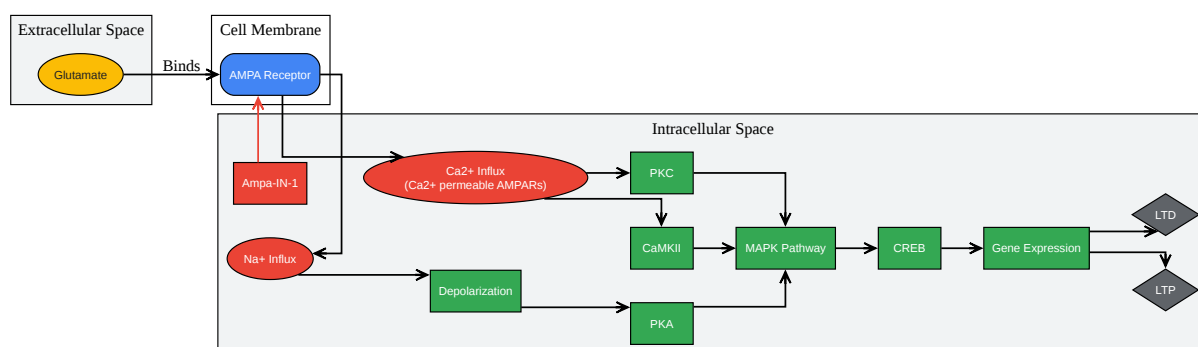 Extracellular Space
Glutamate
Binds
Cell Membrane
AMPA Receptor
Intracellular Space
Ampa-IN-1
Ca2+ Influx
(Ca2+ permeable AMPARs)
PKC
Na+ Influx
Depolarization
CaMKII
PKA
MAPK Pathway
CREB
Gene Expression
LTD
LTP